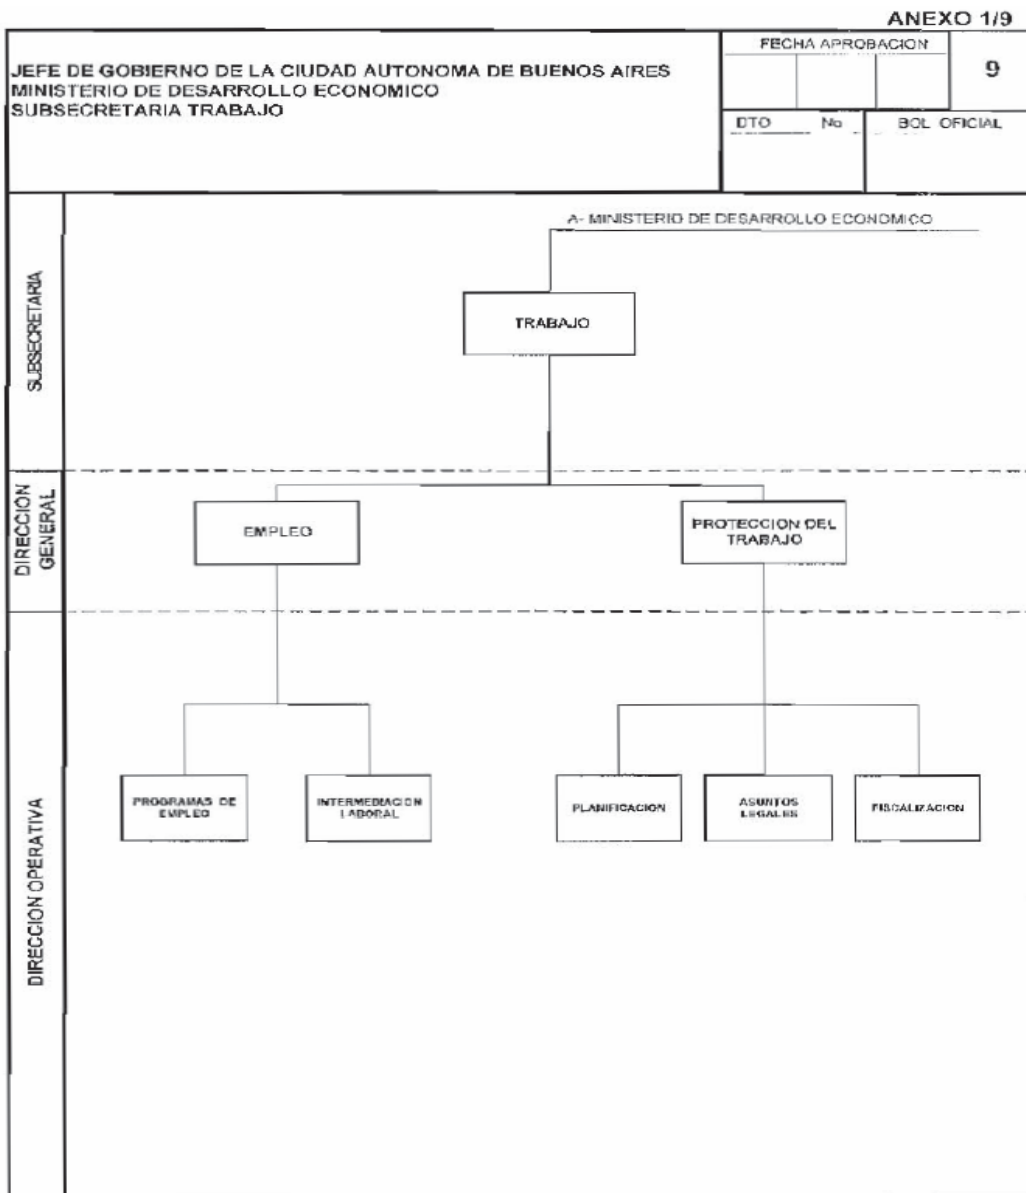 ANEXO 1/9
JEFE DE GOBIERNO DE LA CIUDAD AUTONOMA DE BUENOS AIRES
MINISTERIO DE DESARROLLO ECONOMICO
SUBSECRETARIA TRABAJO
FECHA APROBACION
9
DTO No BOL OFICIAL
A- MINISTERIO DE DESARROLLO ECONOMICO
SUBSECRETARIA
TRABAJO
DIRECCION
GENERAL
EMPLEO
PROTECCION DEL
TRABAJO
DIRECCION OPERATIVA
PROGRAMAS DE
EMPLEO
INTERMEDIACION
LABORAL
PLANIFICACION
ASUNTOS
LEGALES
FISCALIZACION